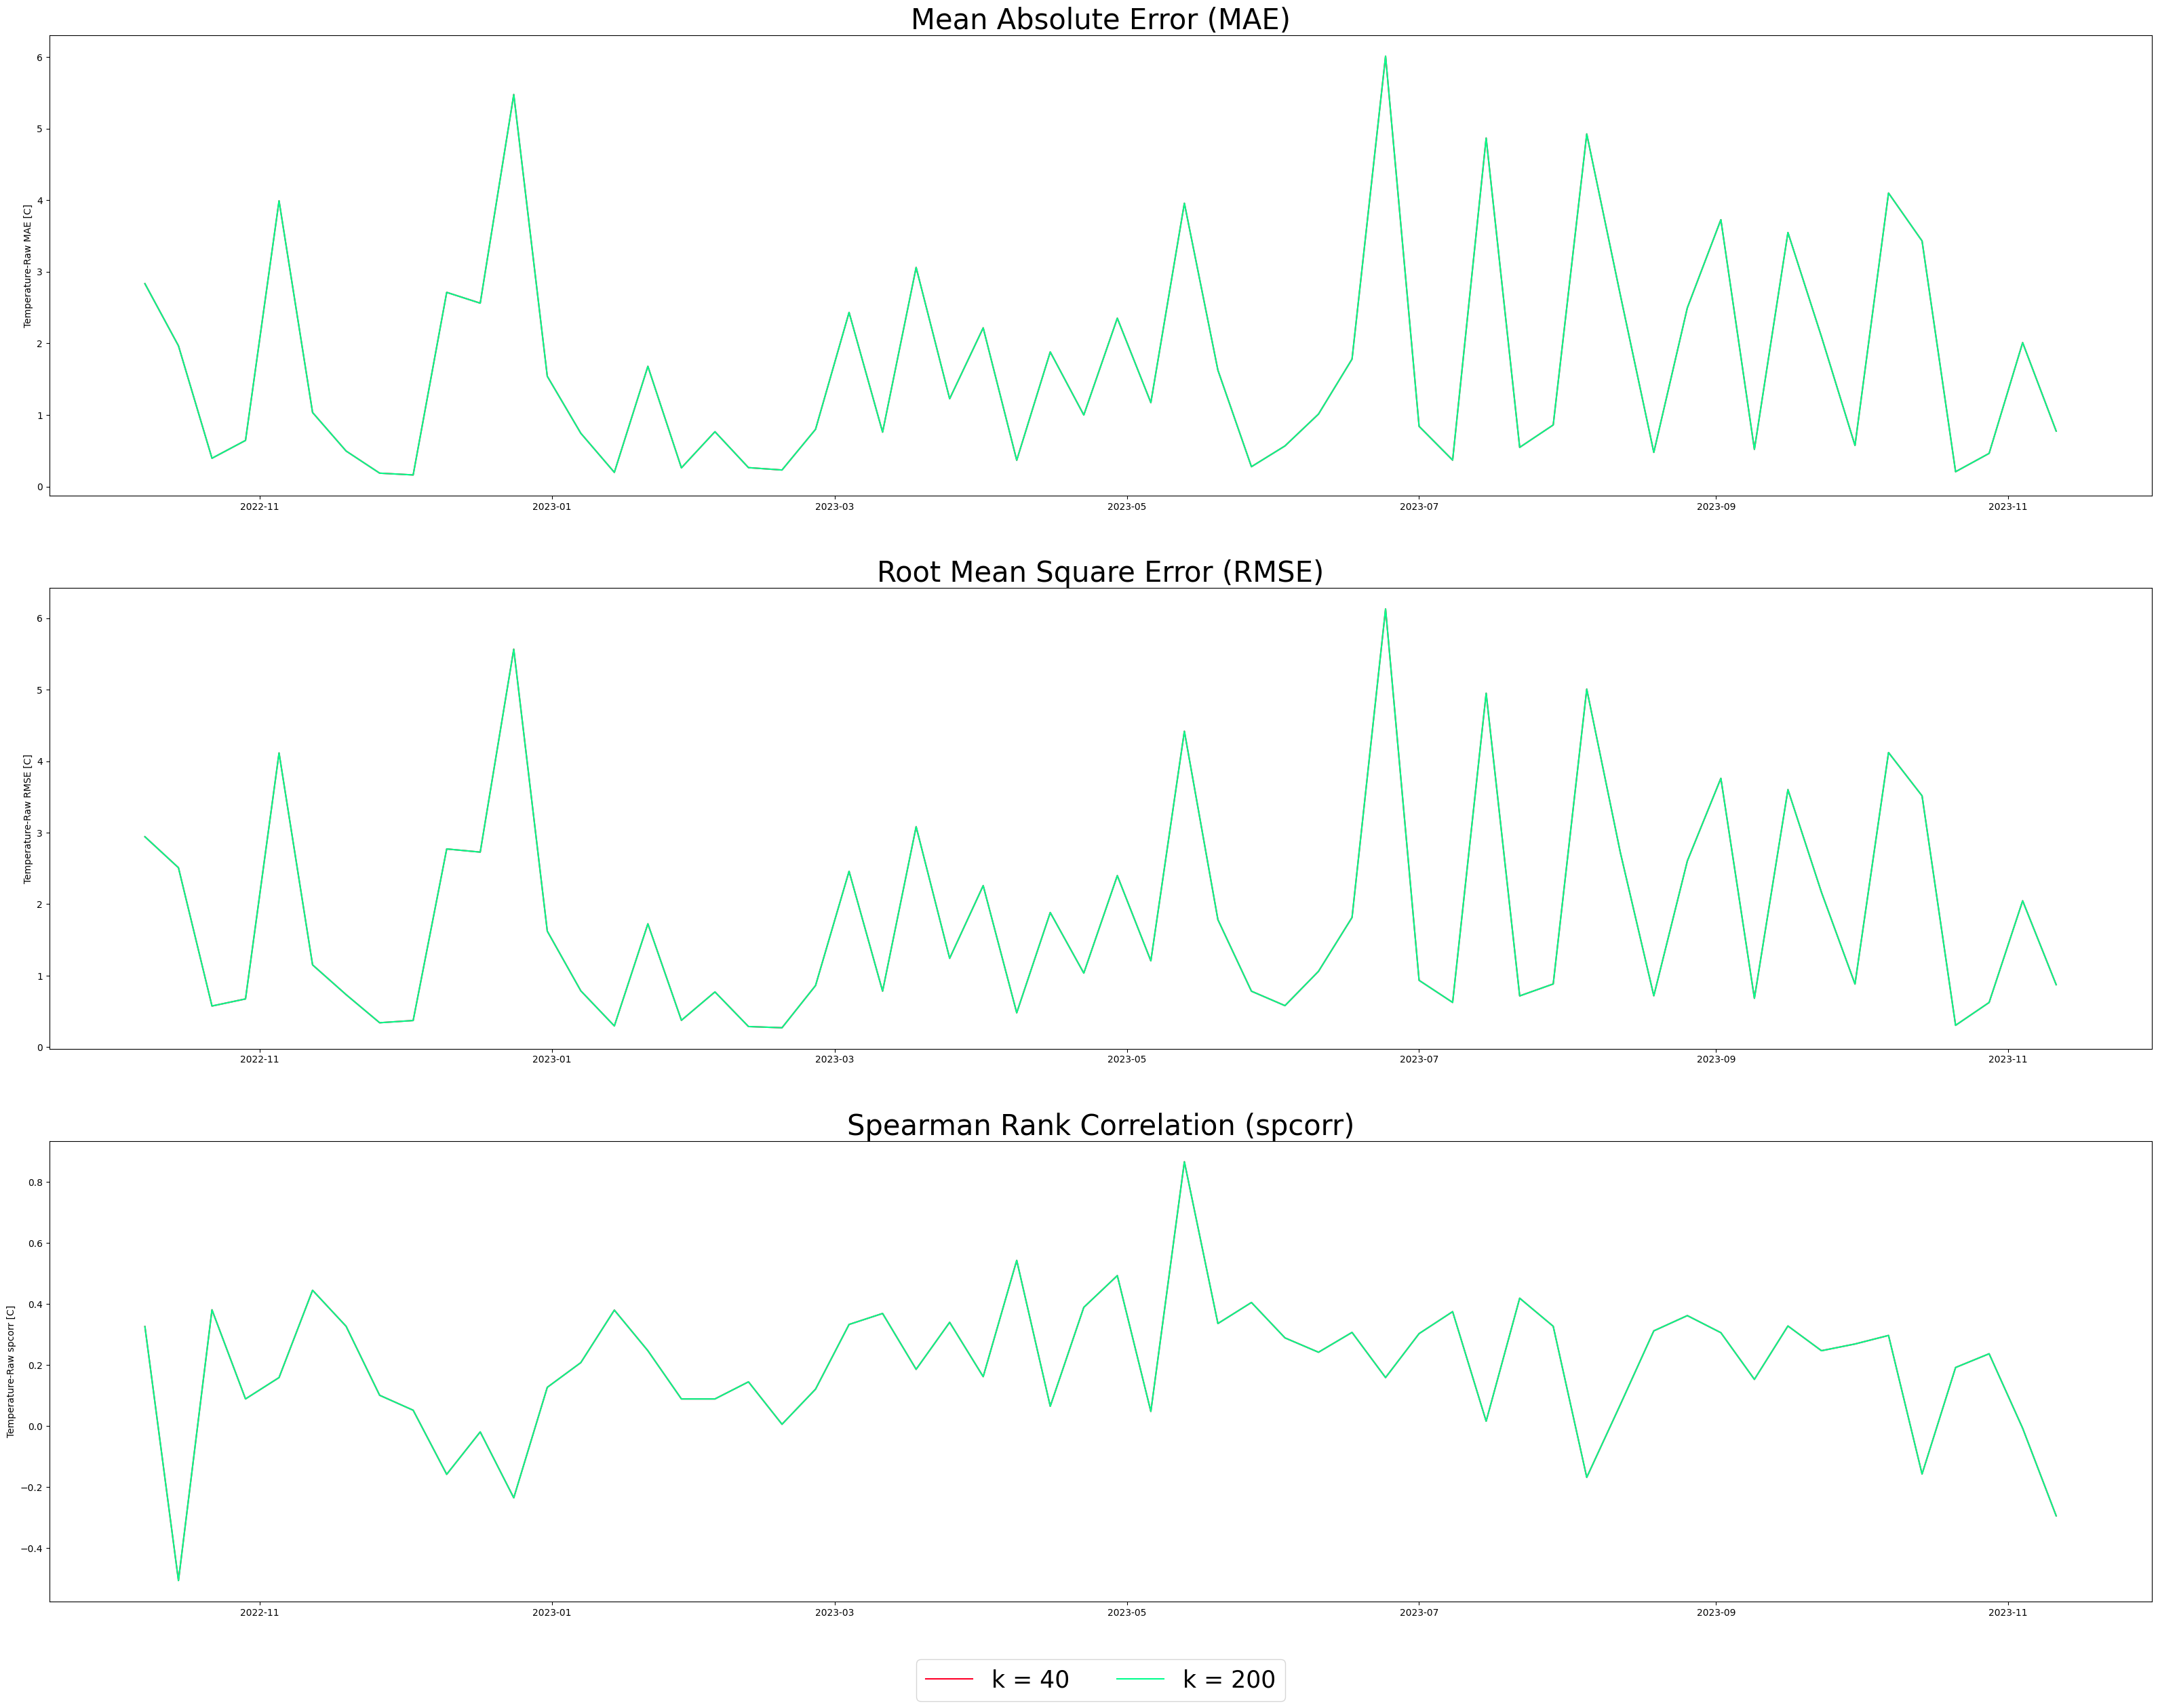 Mean Absolute Error (MAE)
Temperature-Raw MAE [C]
6
5
4
3
2
1
0
2022-11 2023-01 2023-03 2023-05 2023-07 2023-09 2023-11
Root Mean Square Error (RMSE)
Temperature-Raw RMSE [C]
6
5
4
3
2
1
0
2022-11 2023-01 2023-03 2023-05 2023-07 2023-09 2023-11
Spearman Rank Correlation (spcorr)
Temperature-Raw spcorr [C]
0.8
0.6
0.4
0.2
0.0
−0.2
−0.4
2022-11 2023-01 2023-03 2023-05 2023-07 2023-09 2023-11
k = 40 k = 200